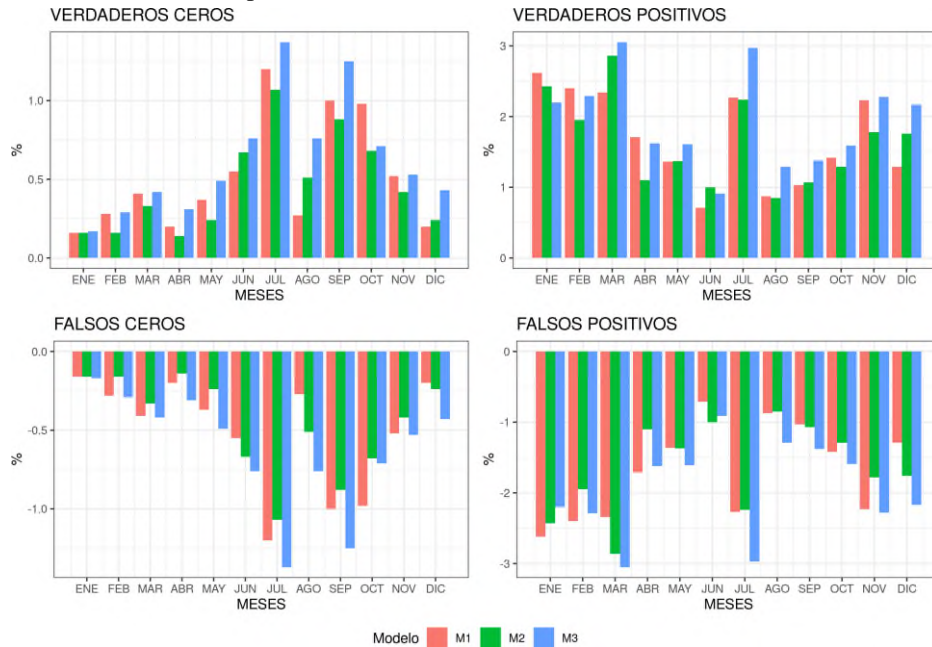 VERDADEROS CEROS
%
1.0
0.5
0.0
ENE FEB MAR ABR MAY JUN JUL AGO SEP OCT NOV DIC
MESES
VERDADEROS POSITIVOS
%
3
2
1
0
ENE FEB MAR ABR MAY JUN JUL AGO SEP OCT NOV DIC
MESES
FALSOS CEROS
%
0.0
-0.5
-1.0
ENE FEB MAR ABR MAY JUN JUL AGO SEP OCT NOV DIC
MESES
FALSOS POSITIVOS
%
0
-1
-2
-3
ENE FEB MAR ABR MAY JUN JUL AGO SEP OCT NOV DIC
MESES
Modelo M1 M2 M3